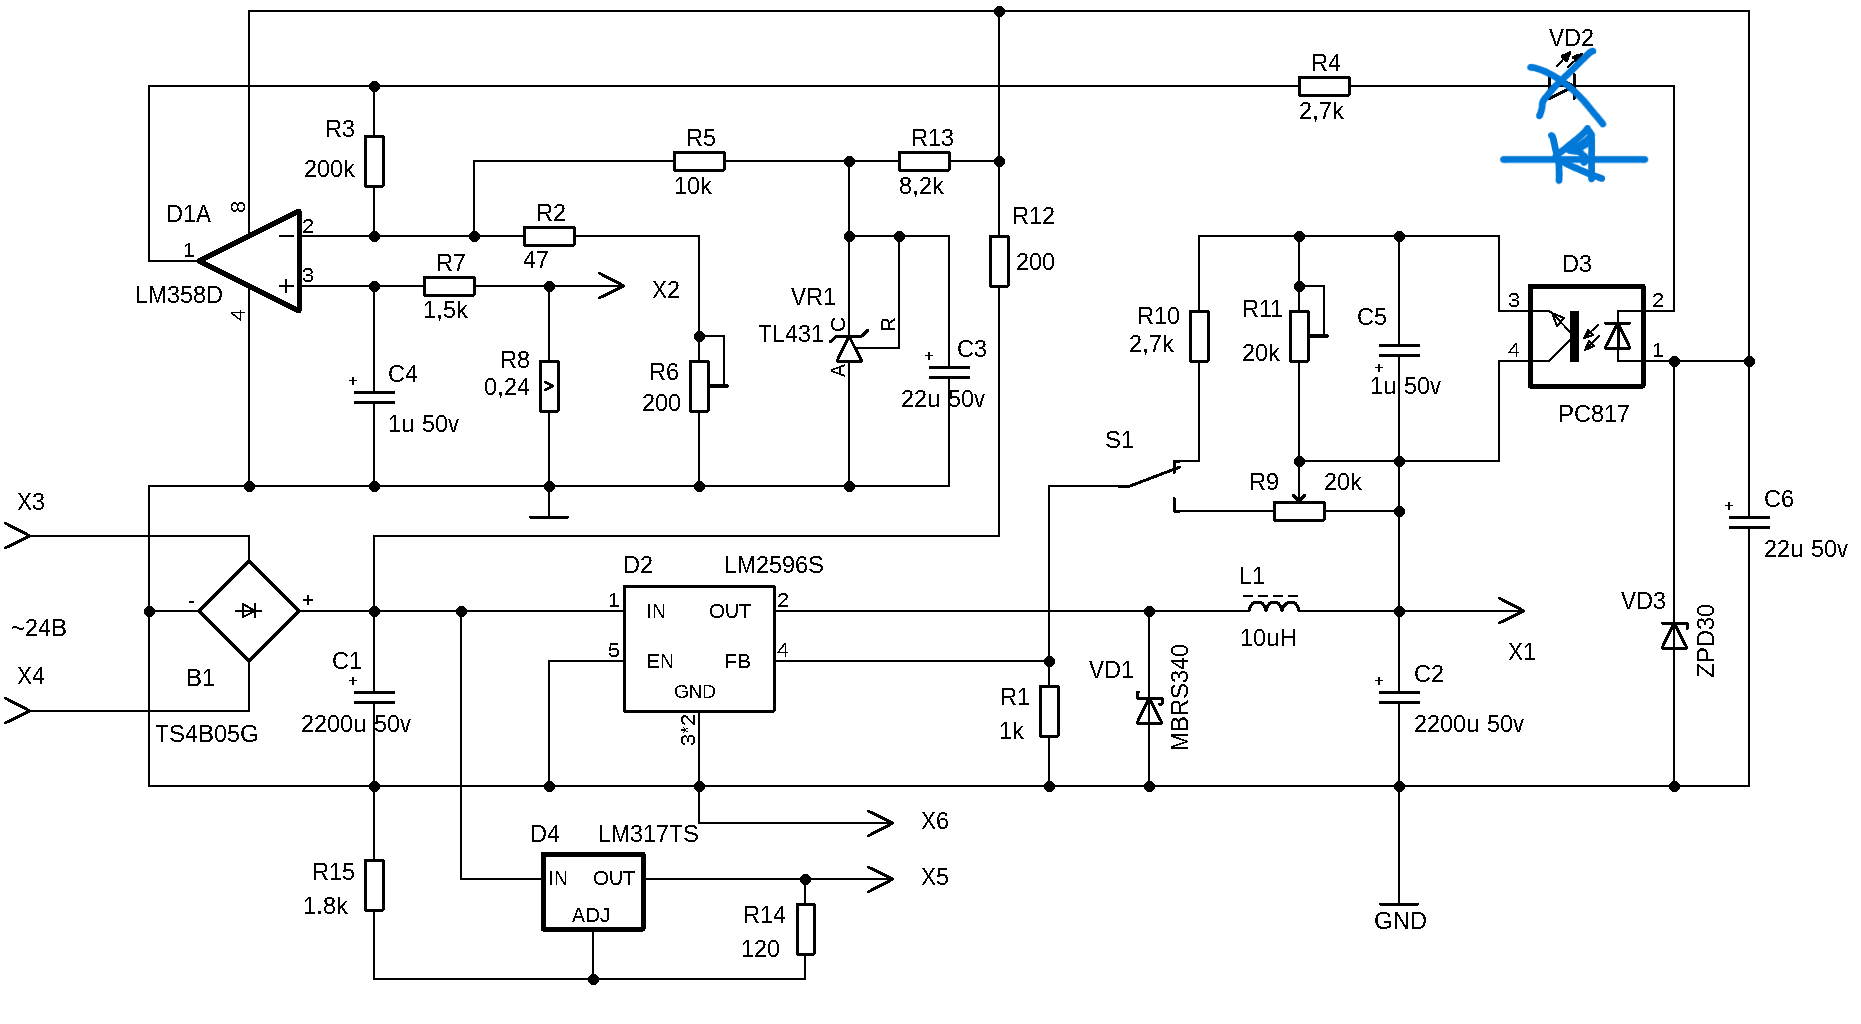 VD2
R4
2,7k
R3
200k
R5
10k
R13
8,2k
D1A
8
2
1
3
4
LM358D
R2
47
R7
1,5k
X2
R12
200
VR1
TL431
C
R
A
C3
+
22u 50v
R8
0,24
R6
200
C4
+
1u 50v
R10
2,7k
R11
20k
C5
+
1u 50v
D3
3
2
4
1
PC817
S1
R9
20k
X3
~24B
X4
-
+
B1
TS4B05G
C1
+
2200u 50v
D2
LM2596S
1
IN
OUT
2
5
EN
FB
4
GND
3*2
R1
1k
VD1
MBRS340
L1
10uH
X1
C2
+
2200u 50v
VD3
ZPD30
C6
+
22u 50v
X6
D4
LM317TS
IN
OUT
ADJ
X5
R15
1.8k
R14
120
GND